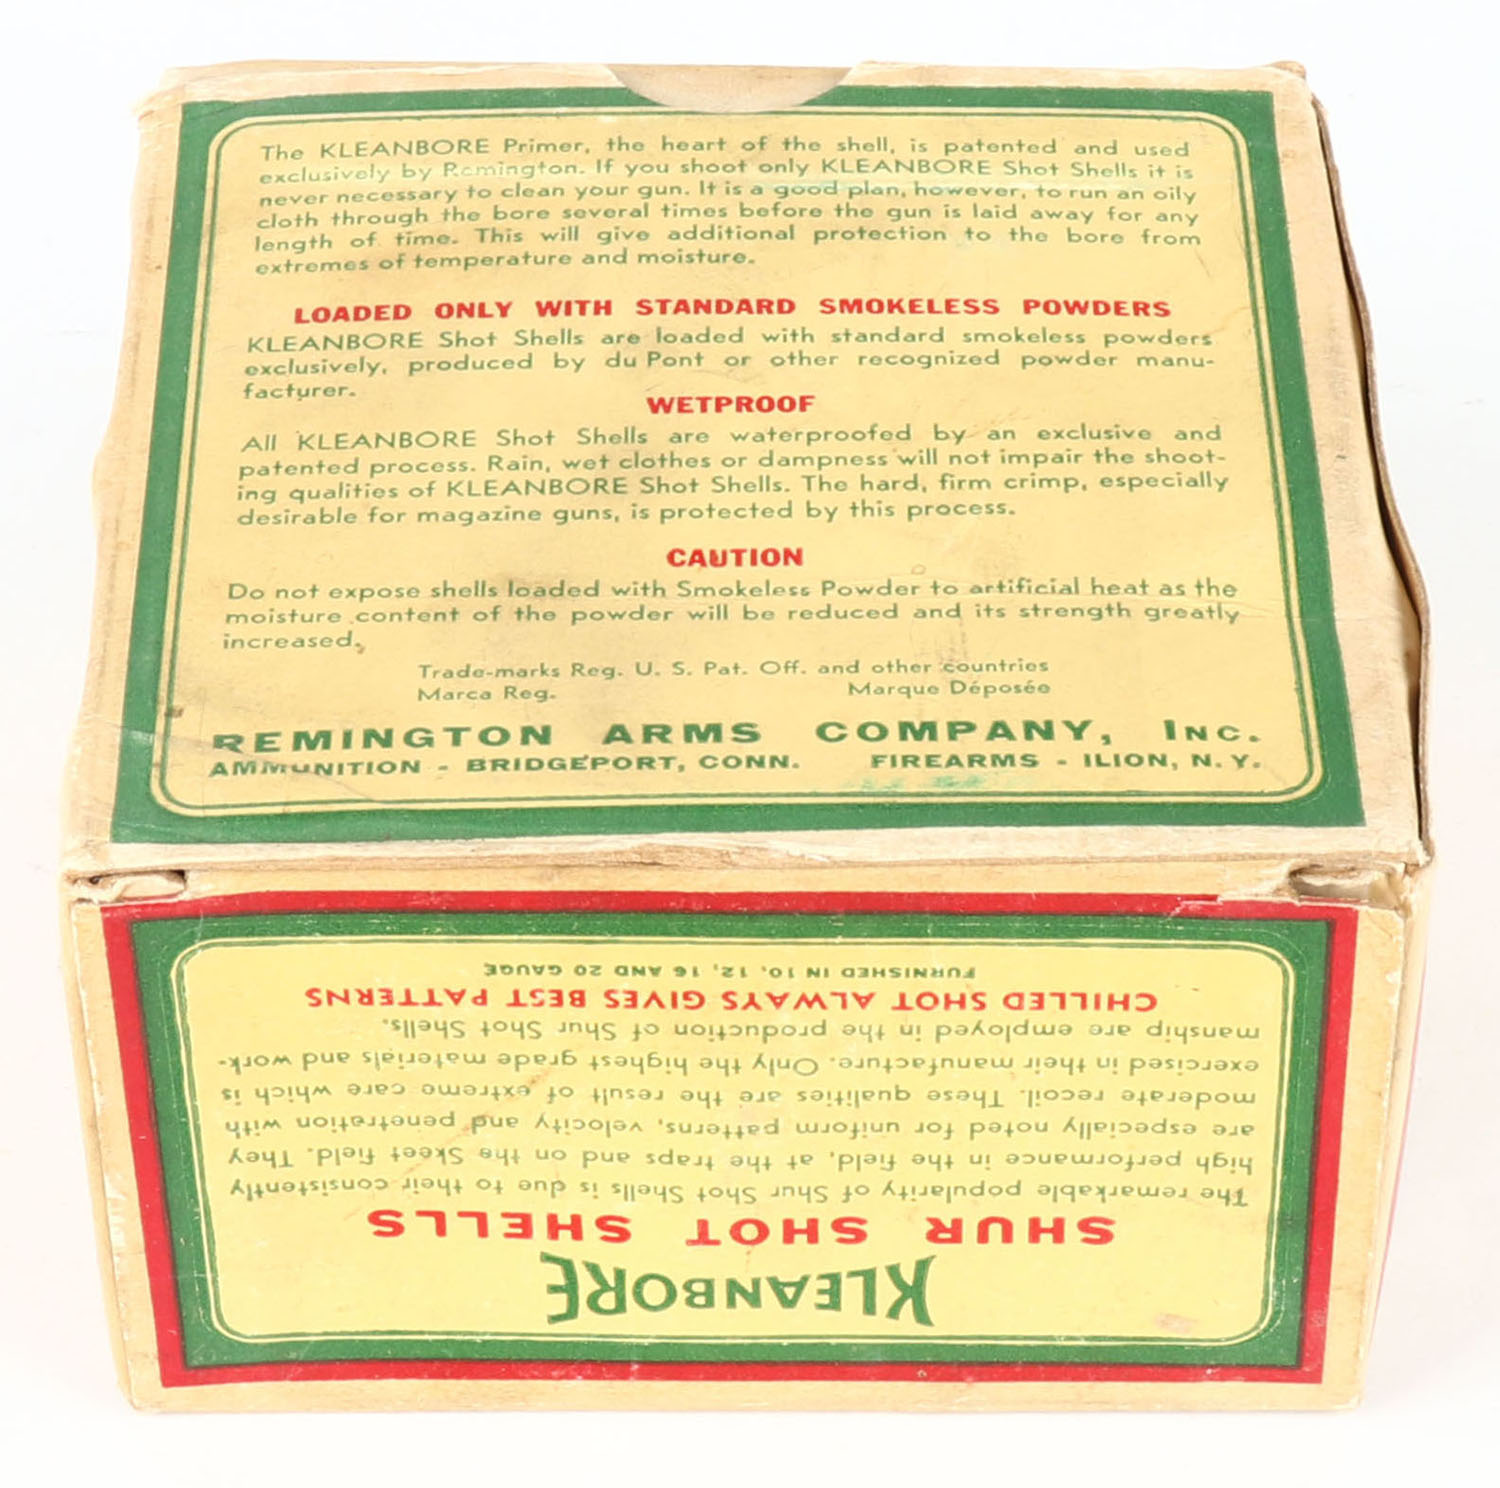 The KLEANBORE Primer, the heart of the shell, is patented and used
exclusively by Remington. If you shoot only KLEANBORE Shot Shells it is
never necessary to clean your gun. It is a good plan, however, to run an oily
cloth through the bore several times before the gun is laid away for any
length of time. This will give additional protection to the bore from
extremes of temperature and moisture.
LOADED ONLY WITH STANDARD SMOKELESS POWDERS
KLEANBORE Shot Shells are loaded with standard smokeless powders
exclusively, produced by du Pont or other recognized powder manu-
facturer.
WETPROOF
All KLEANBORE Shot Shells are waterproofed by an exclusive and
patented process. Rain, wet clothes or dampness will not impair the shoot-
ing qualities of KLEANBORE Shot Shells. The hard, firm crimp, especially
desirable for magazine guns, is protected by this process.
CAUTION
Do not expose shells loaded with Smokeless Powder to artificial heat as the
moisture content of the powder will be reduced and its strength greatly
increased.
Trade-marks Reg. U. S. Pat. Off. and other countries
Marca Reg. Marque Déposée
REMINGTON ARMS COMPANY, INC.
AMMUNITION - BRIDGEPORT, CONN. FIREARMS - ILION, N. Y.
KLEANBORE
SHUR SHOT SHELLS
The remarkable popularity of Shur Shot Shells is due to their consistently
high performance in the field, at the traps and on the Skeet field. They
are especially noted for uniform patterns, velocity and penetration with
moderate recoil. These qualities are the result of extreme care which is
exercised in their manufacture. Only the highest grade materials and work-
manship are employed in the production of Shur Shot Shells.
CHILLED SHOT ALWAYS GIVES BEST PATTERNS
FURNISHED IN 10, 12, 16 AND 20 GAUGE